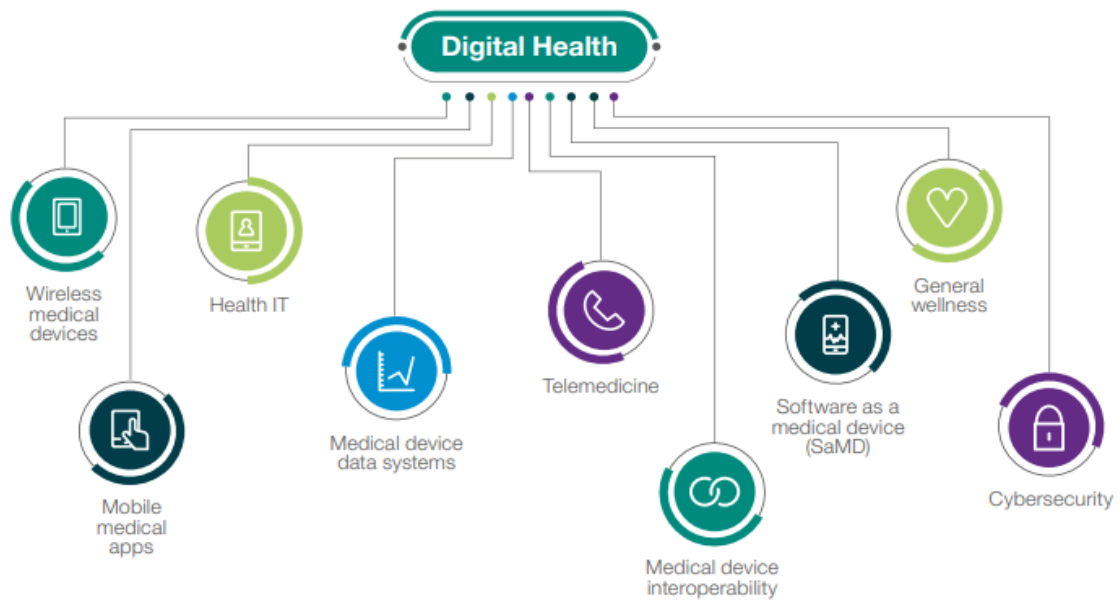 Digital Health
Wireless
medical
devices
Mobile
medical
apps
Health IT
Medical device
data systems
Telemedicine
Medical device
interoperability
Software as a
medical device
(SaMD)
General
wellness
Cybersecurity